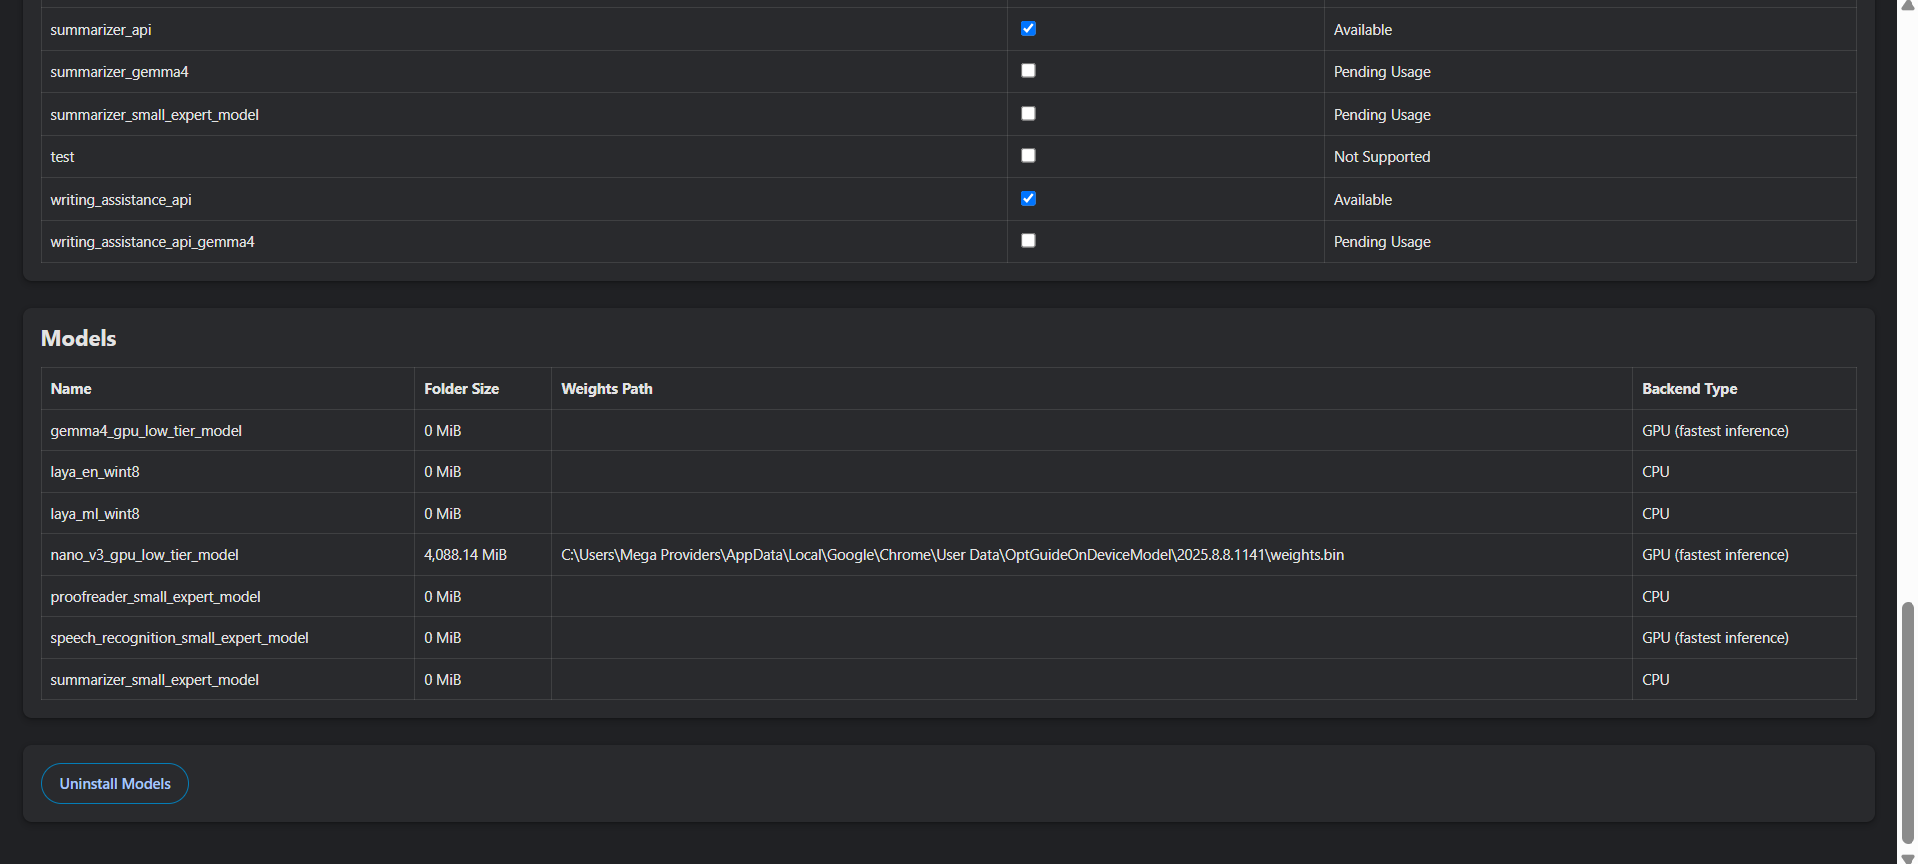 summarizer_api Available
summarizer_gemma4 Pending Usage
summarizer_small_expert_model Pending Usage
test Not Supported
writing_assistance_api Available
writing_assistance_api_gemma4 Pending Usage
Models
Name Folder Size Weights Path Backend Type
gemma4_gpu_low_tier_model 0 MiB GPU (fastest inference)
laya_en_wint8 0 MiB CPU
laya_ml_wint8 0 MiB CPU
nano_v3_gpu_low_tier_model 4,088.14 MiB C:\Users\Mega Providers\AppData\Local\Google\Chrome\User Data\OptGuideOnDeviceModel\2025.8.8.1141\weights.bin GPU (fastest inference)
proofreader_small_expert_model 0 MiB CPU
speech_recognition_small_expert_model 0 MiB GPU (fastest inference)
summarizer_small_expert_model 0 MiB CPU
Uninstall Models